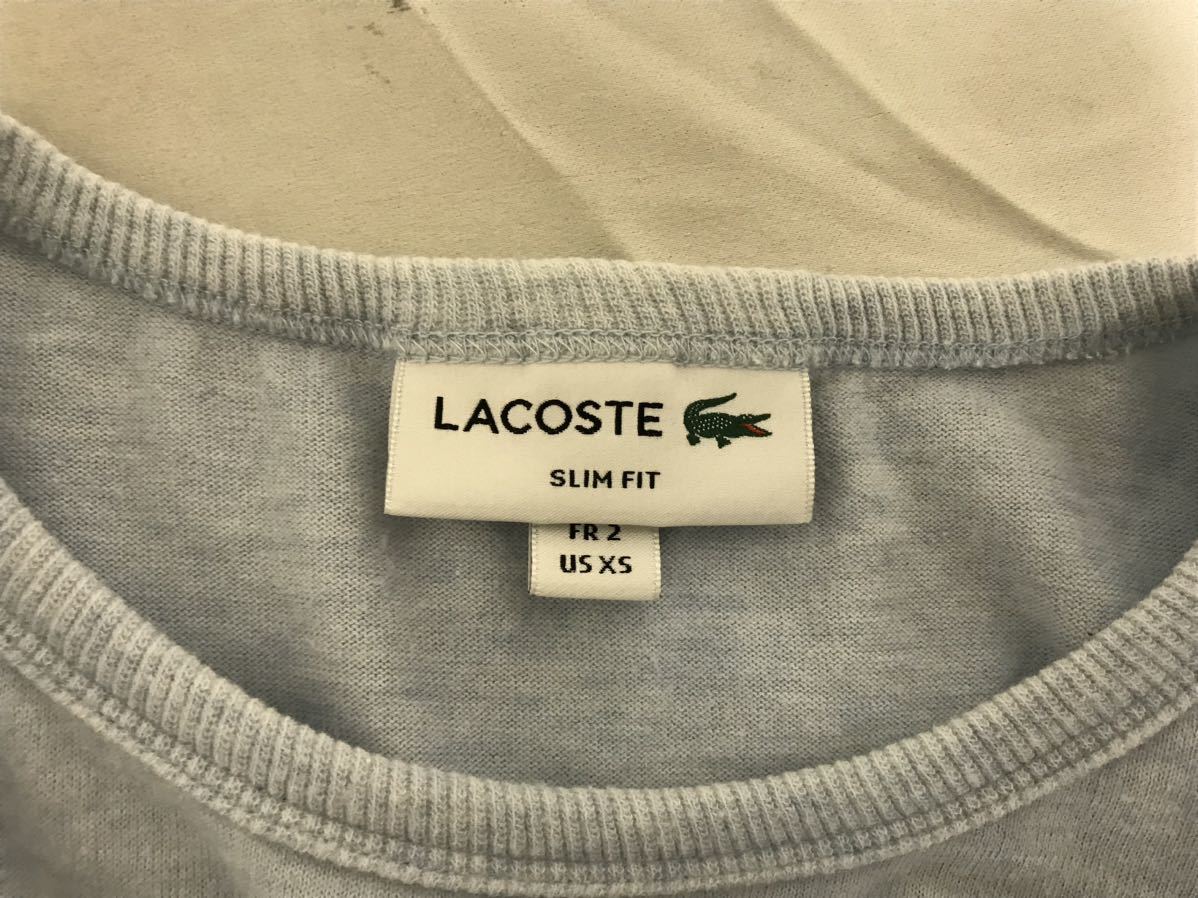 LACOSTE
SLIM FIT
FR 2
US XS